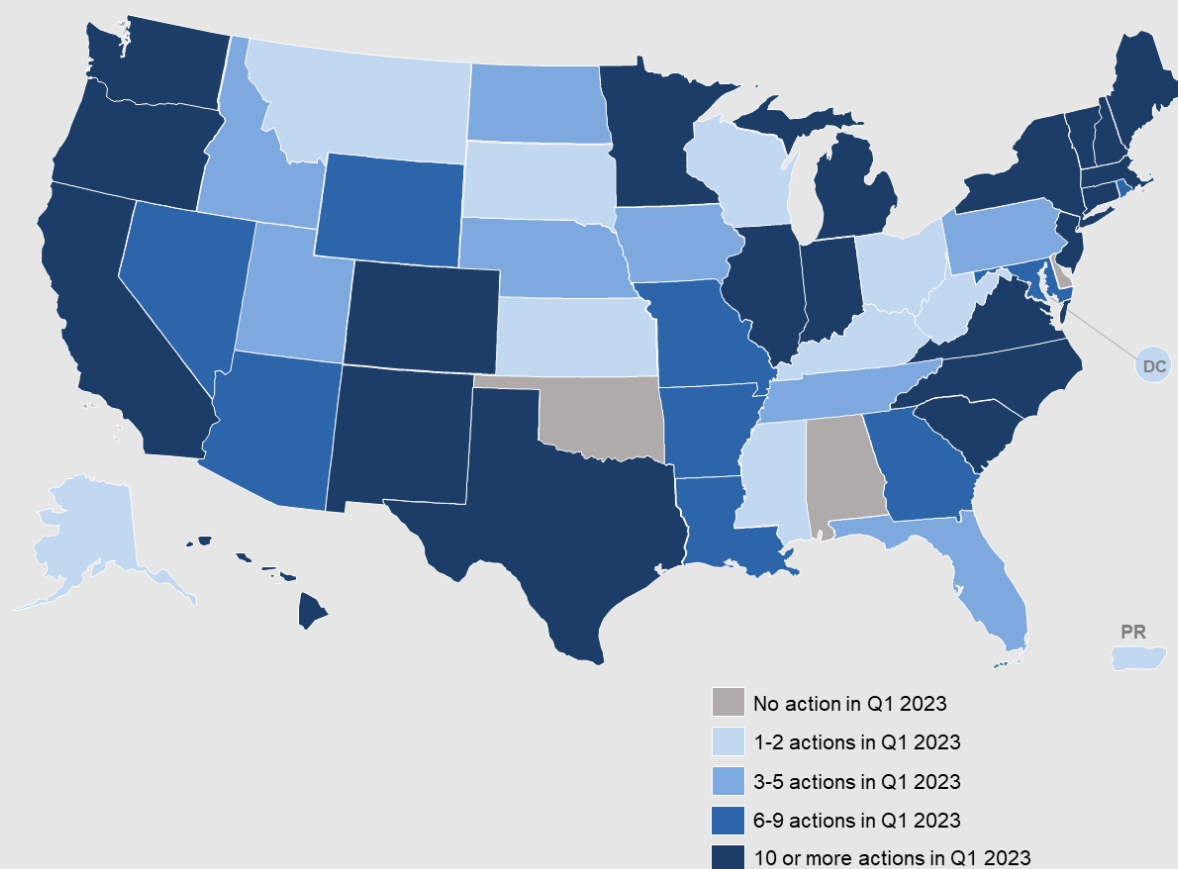 DC
PR
No action in Q1 2023
1-2 actions in Q1 2023
3-5 actions in Q1 2023
6-9 actions in Q1 2023
10 or more actions in Q1 2023